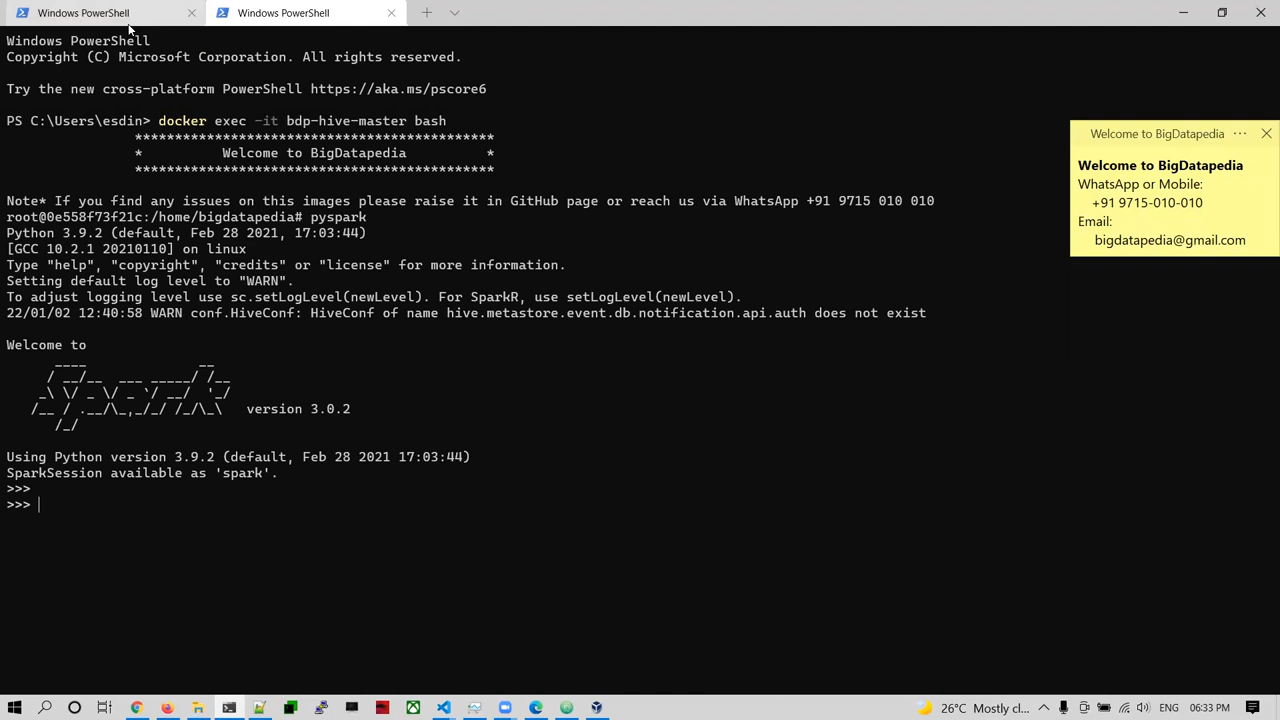 Windows PowerShell
Windows PowerShell
Windows PowerShell
Copyright (C) Microsoft Corporation. All rights reserved.
Try the new cross-platform PowerShell https://aka.ms/pscore6
PS C:\Users\esdin> docker exec -it bdp-hive-master bash
*********************************************
* Welcome to BigDatapedia *
*********************************************
Note* If you find any issues on this images please raise it in GitHub page or reach us via WhatsApp +91 9715 010 010
root@0e558f73f21c:/home/bigdatapedia# pyspark
Python 3.9.2 (default, Feb 28 2021, 17:03:44)
[GCC 10.2.1 20210110] on linux
Type "help", "copyright", "credits" or "license" for more information.
Setting default log level to "WARN".
To adjust logging level use sc.setLogLevel(newLevel). For SparkR, use setLogLevel(newLevel).
22/01/02 12:40:58 WARN conf.HiveConf: HiveConf of name hive.metastore.event.db.notification.api.auth does not exist
Welcome to
      ____              __
     / __/__  ___ _____/ /__
    _\ \/ _ \/ _ `/ __/  '_/
   /__ / .__/\_,_/_/ /_/\_\   version 3.0.2
      /_/
Using Python version 3.9.2 (default, Feb 28 2021 17:03:44)
SparkSession available as 'spark'.
>>>
>>>
Welcome to BigDatapedia ···
Welcome to BigDatapedia
WhatsApp or Mobile:
+91 9715-010-010
Email:
bigdatapedia@gmail.com
26°C Mostly cl... ENG 06:33 PM